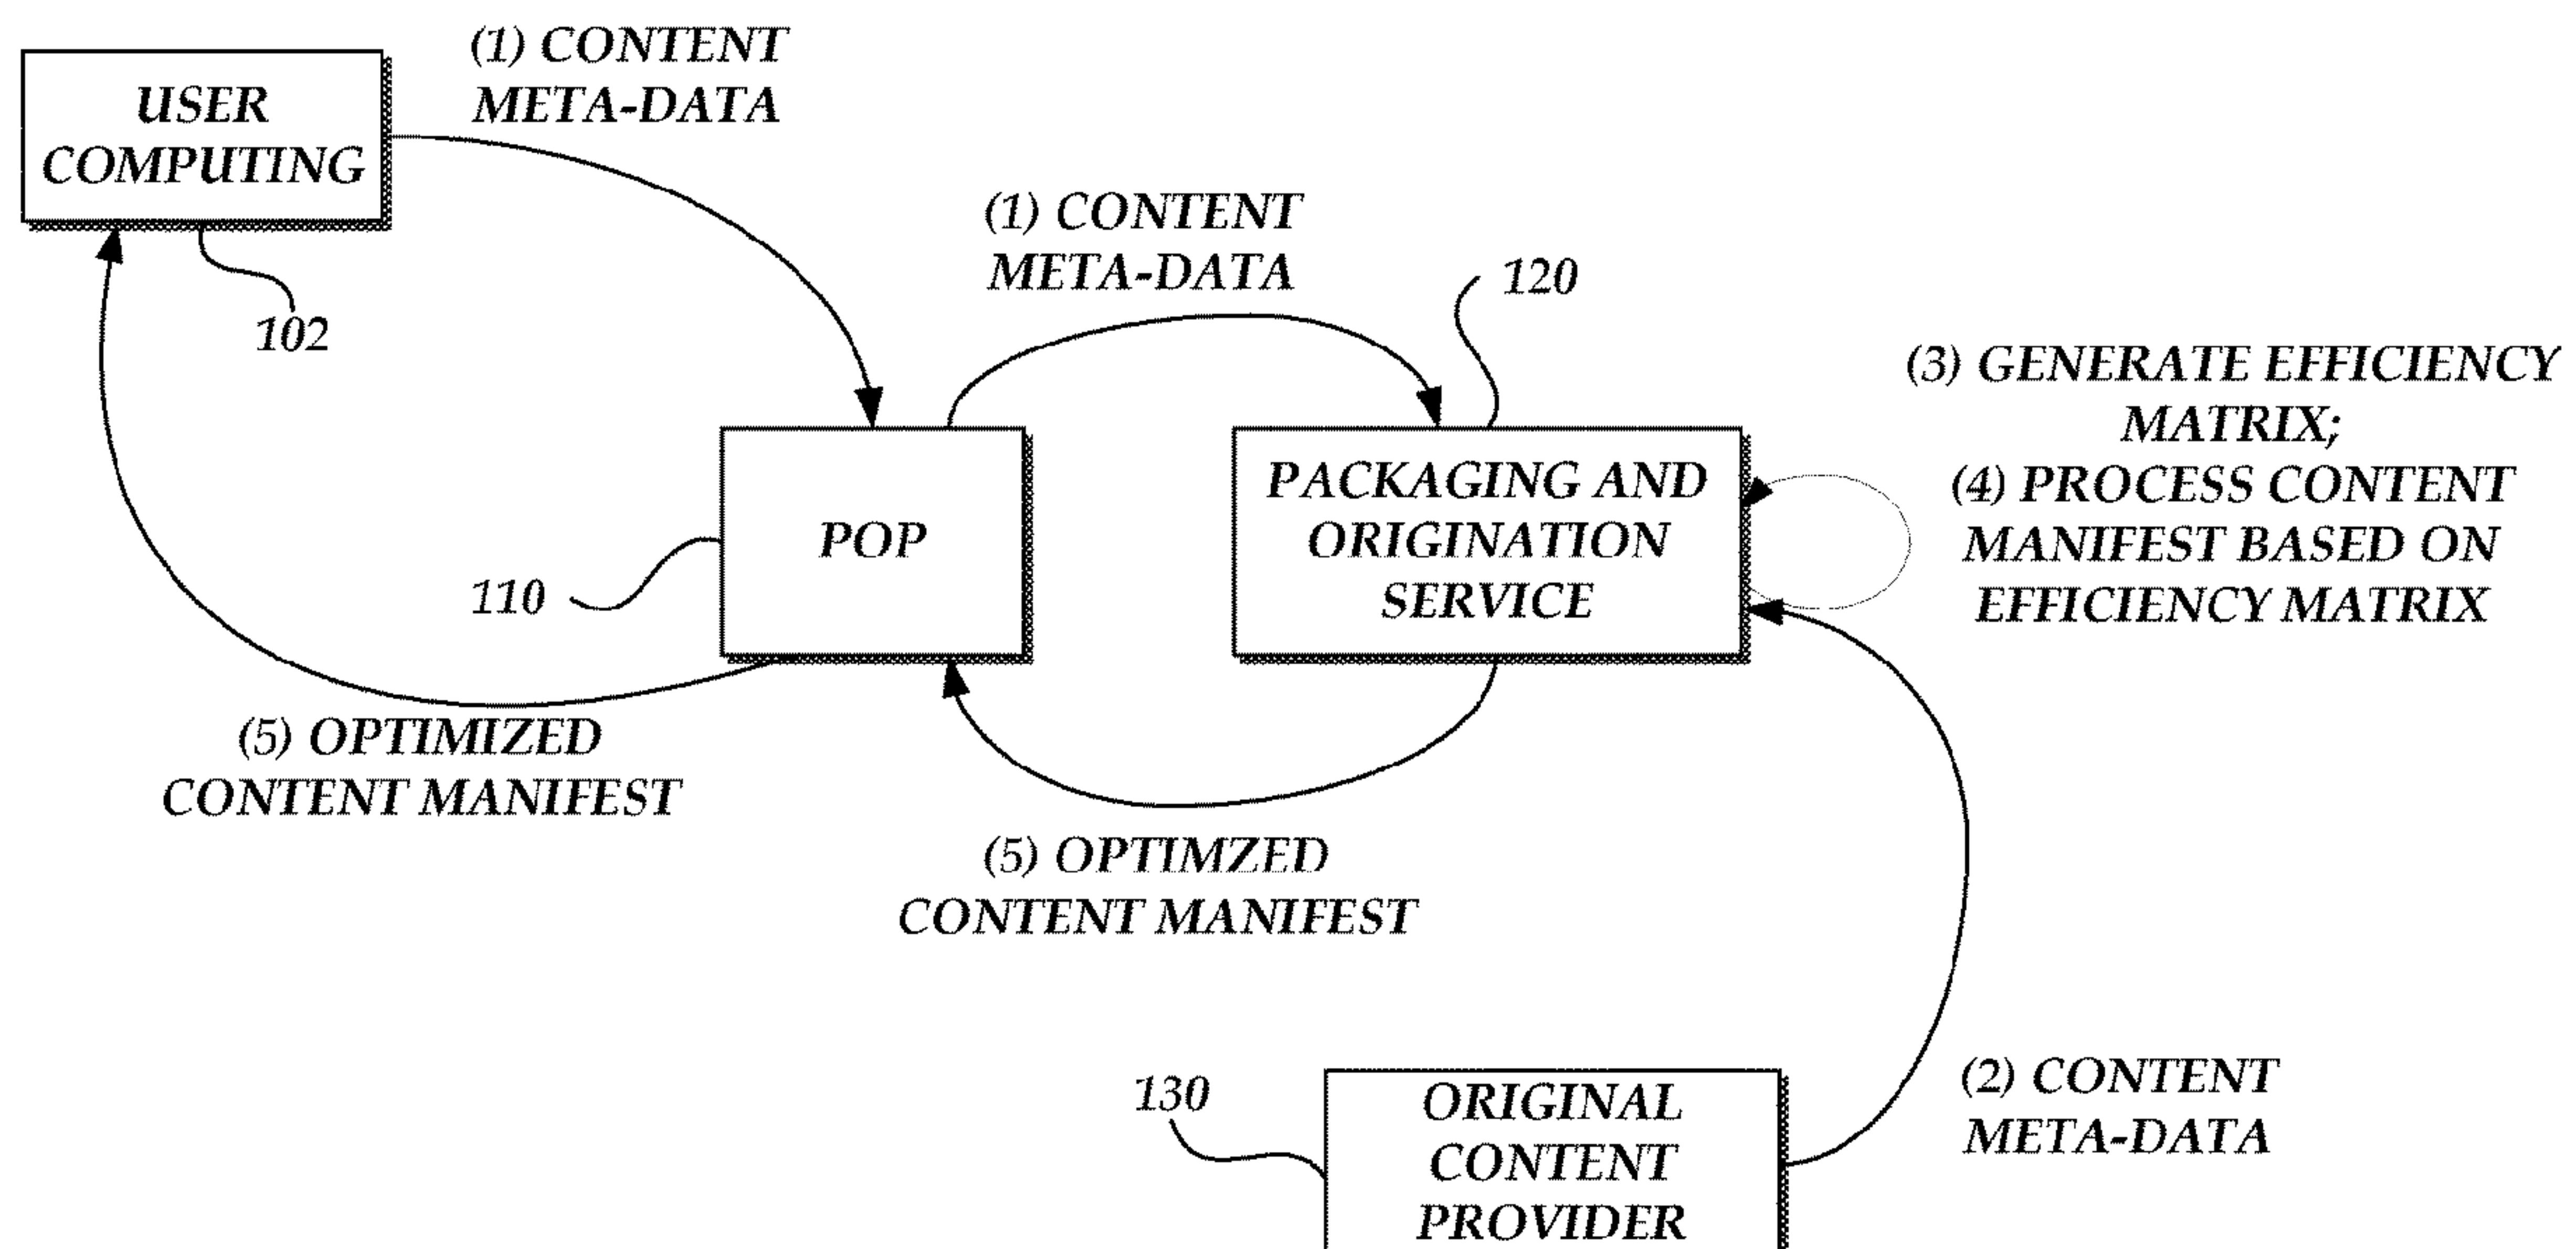 USER
COMPUTING
(1) CONTENT
META-DATA
102
(1) CONTENT
META-DATA
120
(3) GENERATE EFFICIENCY
MATRIX;
(4) PROCESS CONTENT
MANIFEST BASED ON
EFFICIENCY MATRIX
POP
110
PACKAGING AND
ORIGINATION
SERVICE
(5) OPTIMIZED
CONTENT MANIFEST
(5) OPTIMZED
CONTENT MANIFEST
130
ORIGINAL
CONTENT
PROVIDER
(2) CONTENT
META-DATA